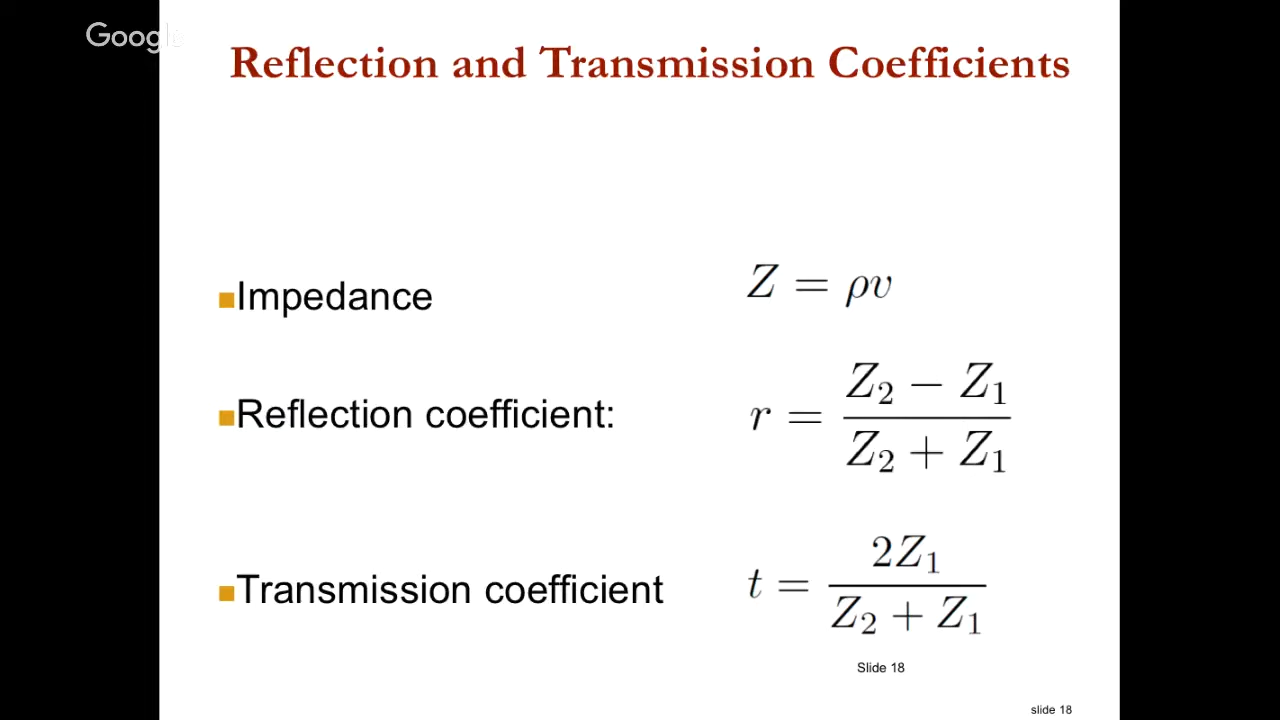 Google
Reflection and Transmission Coefficients
Impedance
Z = ρv
Reflection coefficient:
r = (Z₂ − Z₁) / (Z₂ + Z₁)
Transmission coefficient
t = 2Z₁ / (Z₂ + Z₁)
Slide 18
slide 18